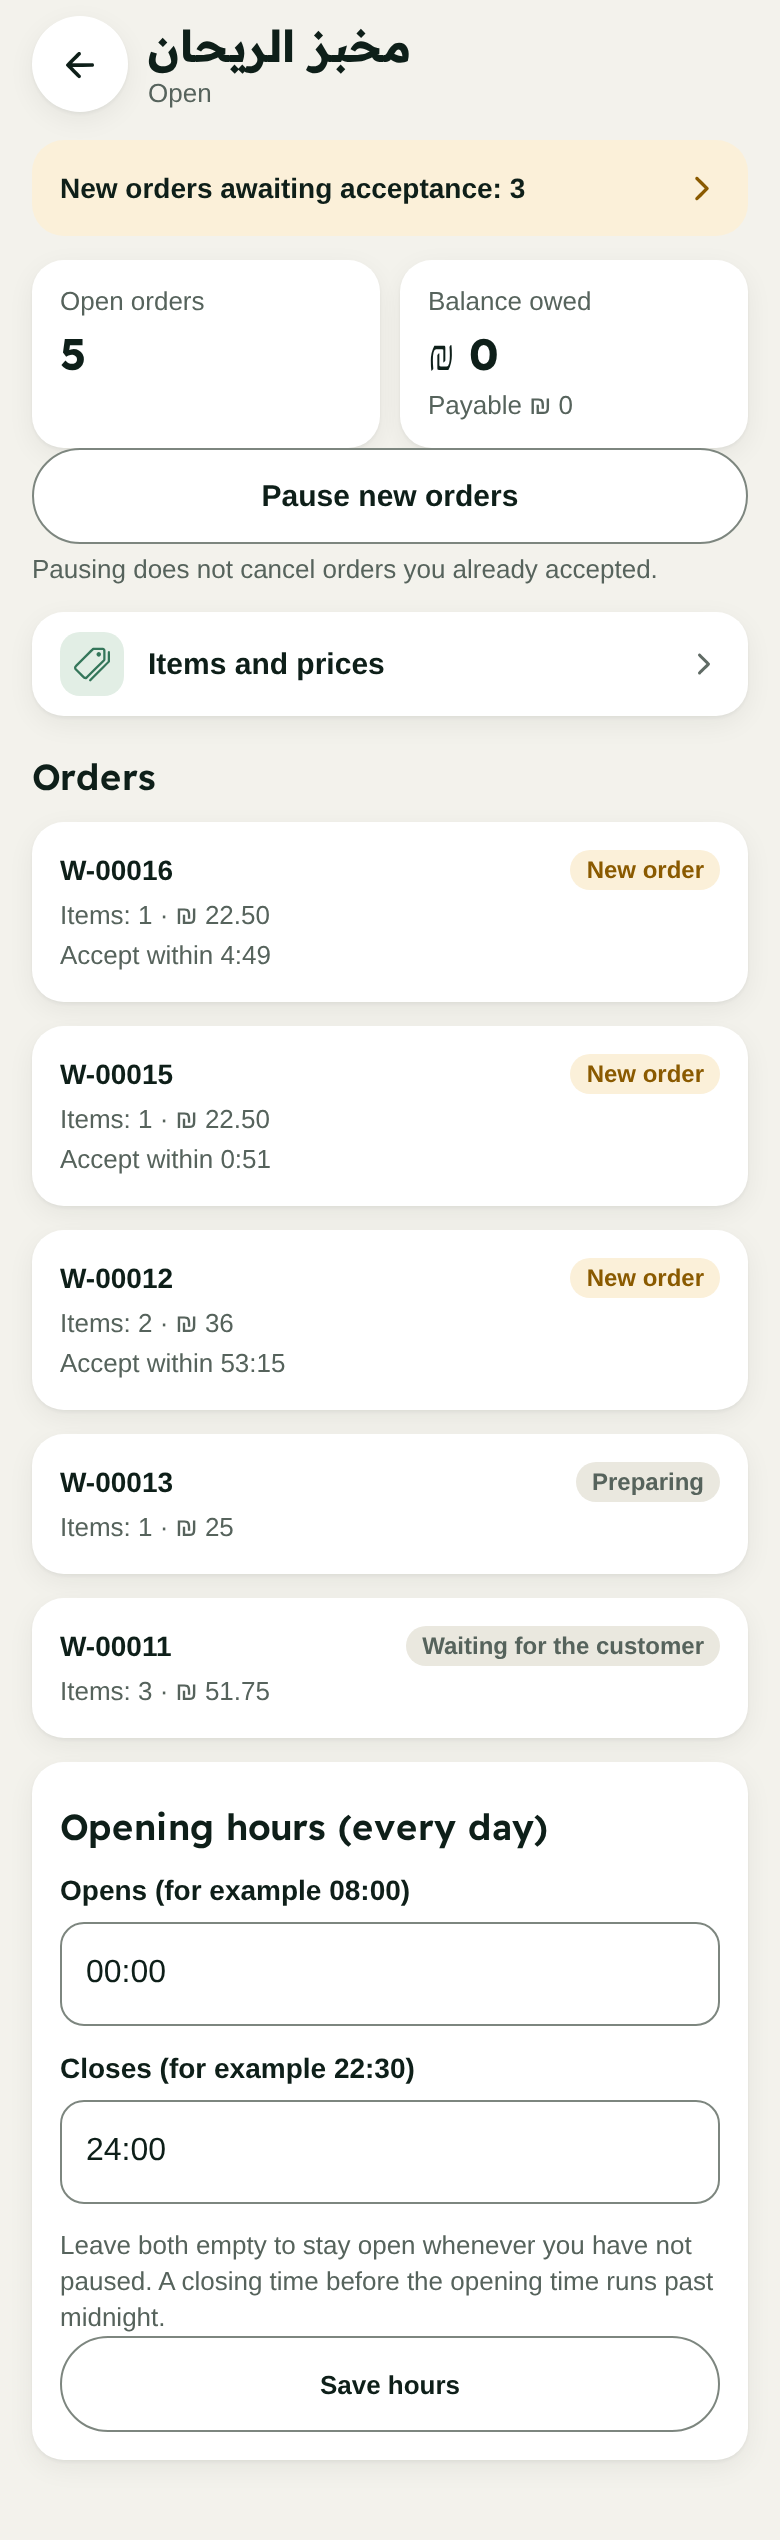 مخبز الريحان
Open
New orders awaiting acceptance: 3
Open orders
5
Balance owed
₪ 0
Payable ₪ 0
Pause new orders
Pausing does not cancel orders you already accepted.
Items and prices
Orders
W-00016
New order
Items: 1 · ₪ 22.50
Accept within 4:49
W-00015
New order
Items: 1 · ₪ 22.50
Accept within 0:51
W-00012
New order
Items: 2 · ₪ 36
Accept within 53:15
W-00013
Preparing
Items: 1 · ₪ 25
W-00011
Waiting for the customer
Items: 3 · ₪ 51.75
Opening hours (every day)
Opens (for example 08:00)
00:00
Closes (for example 22:30)
24:00
Leave both empty to stay open whenever you have not
paused. A closing time before the opening time runs past
midnight.
Save hours